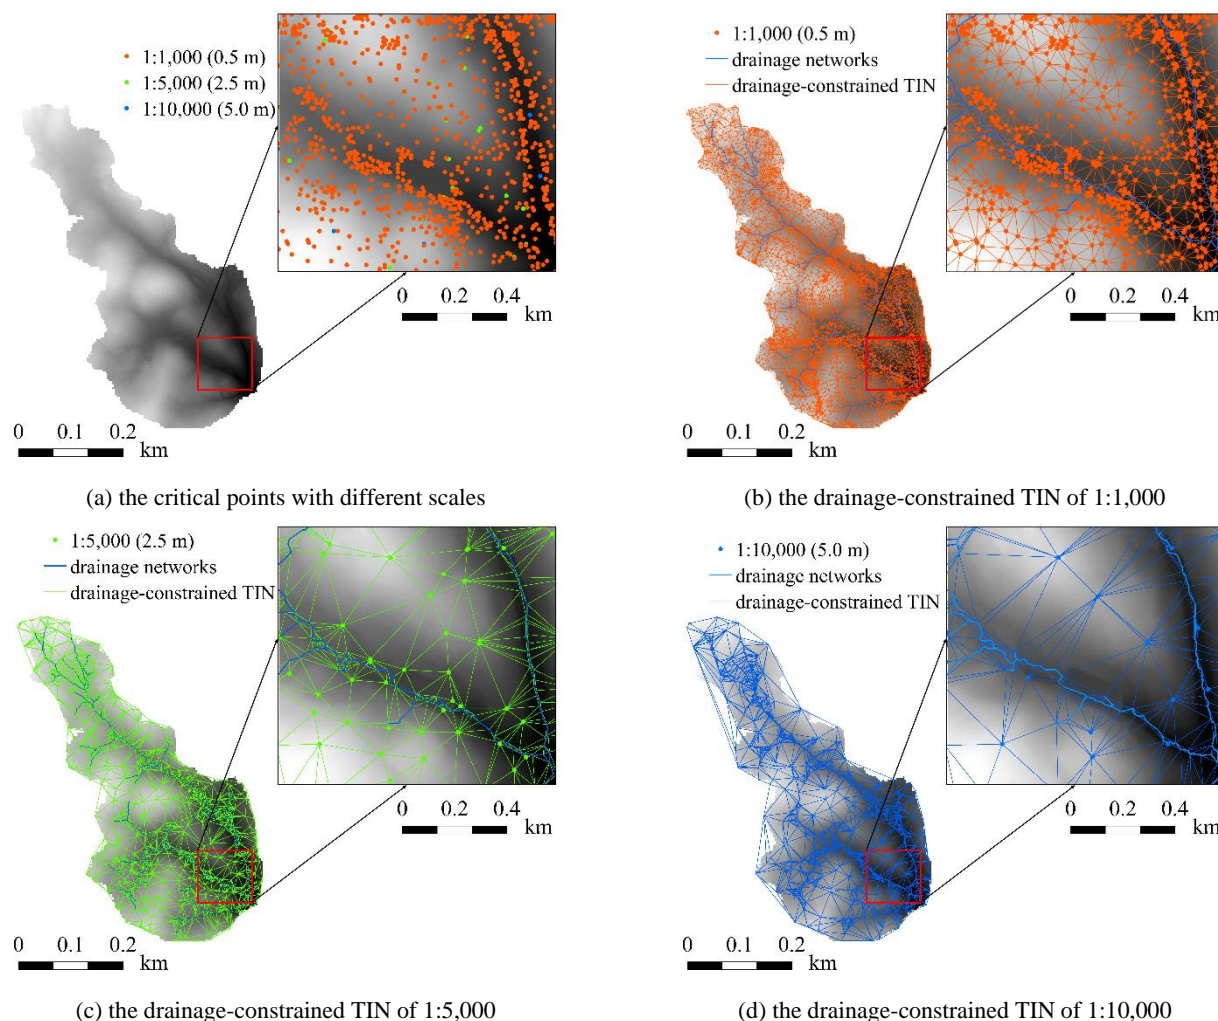 1:1,000 (0.5 m)
1:5,000 (2.5 m)
1:10,000 (5.0 m)
0 0.2 0.4
km
0 0.1 0.2
km
(a) the critical points with different scales
1:1,000 (0.5 m)
drainage networks
drainage-constrained TIN
0 0.2 0.4
km
0 0.1 0.2
km
(b) the drainage-constrained TIN of 1:1,000
1:5,000 (2.5 m)
drainage networks
drainage-constrained TIN
0 0.2 0.4
km
0 0.1 0.2
km
(c) the drainage-constrained TIN of 1:5,000
1:10,000 (5.0 m)
drainage networks
drainage-constrained TIN
0 0.2 0.4
km
0 0.1 0.2
km
(d) the drainage-constrained TIN of 1:10,000